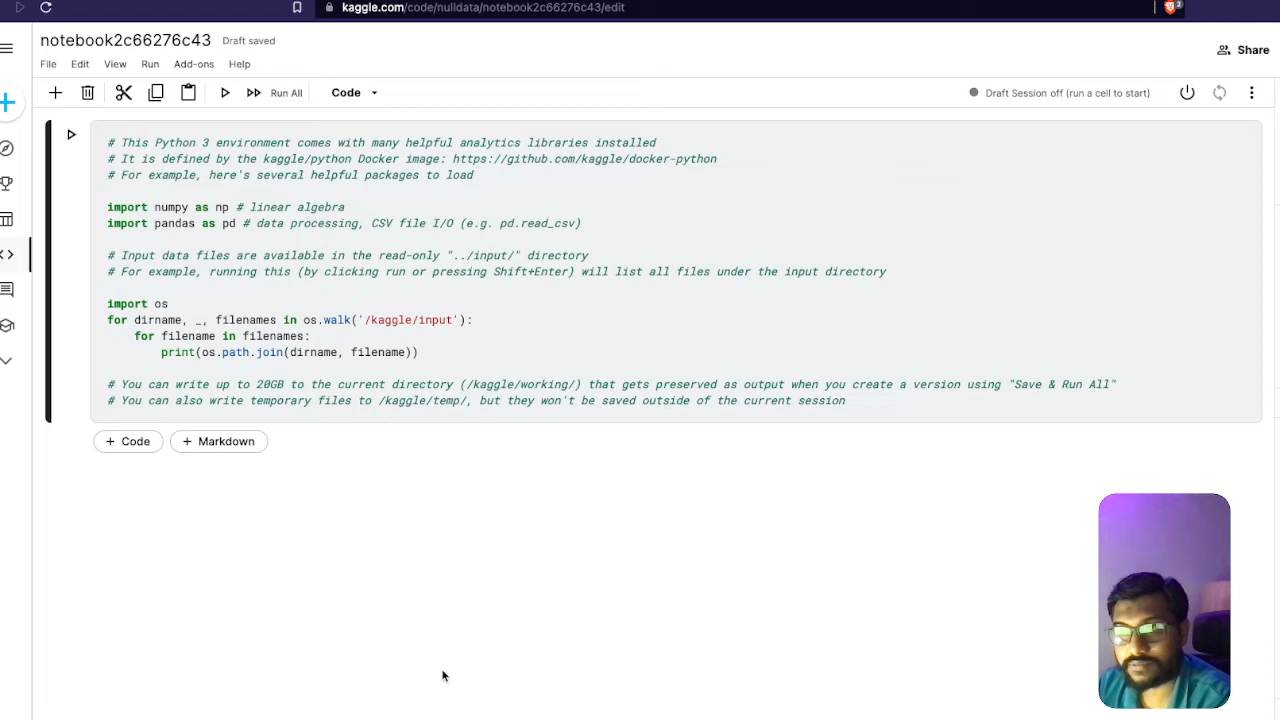 kaggle.com/code/nulldata/notebook2c66276c43/edit
2
notebook2c66276c43 Draft saved
File Edit View Run Add-ons Help
Share
Run All Code Draft Session off (run a cell to start)
# This Python 3 environment comes with many helpful analytics libraries installed
# It is defined by the kaggle/python Docker image: https://github.com/kaggle/docker-python
# For example, here's several helpful packages to load
import numpy as np # linear algebra
import pandas as pd # data processing, CSV file I/O (e.g. pd.read_csv)
# Input data files are available in the read-only "../input/" directory
# For example, running this (by clicking run or pressing Shift+Enter) will list all files under the input directory
import os
for dirname, _, filenames in os.walk('/kaggle/input'):
    for filename in filenames:
        print(os.path.join(dirname, filename))
# You can write up to 20GB to the current directory (/kaggle/working/) that gets preserved as output when you create a version using "Save & Run All"
# You can also write temporary files to /kaggle/temp/, but they won't be saved outside of the current session
+ Code + Markdown